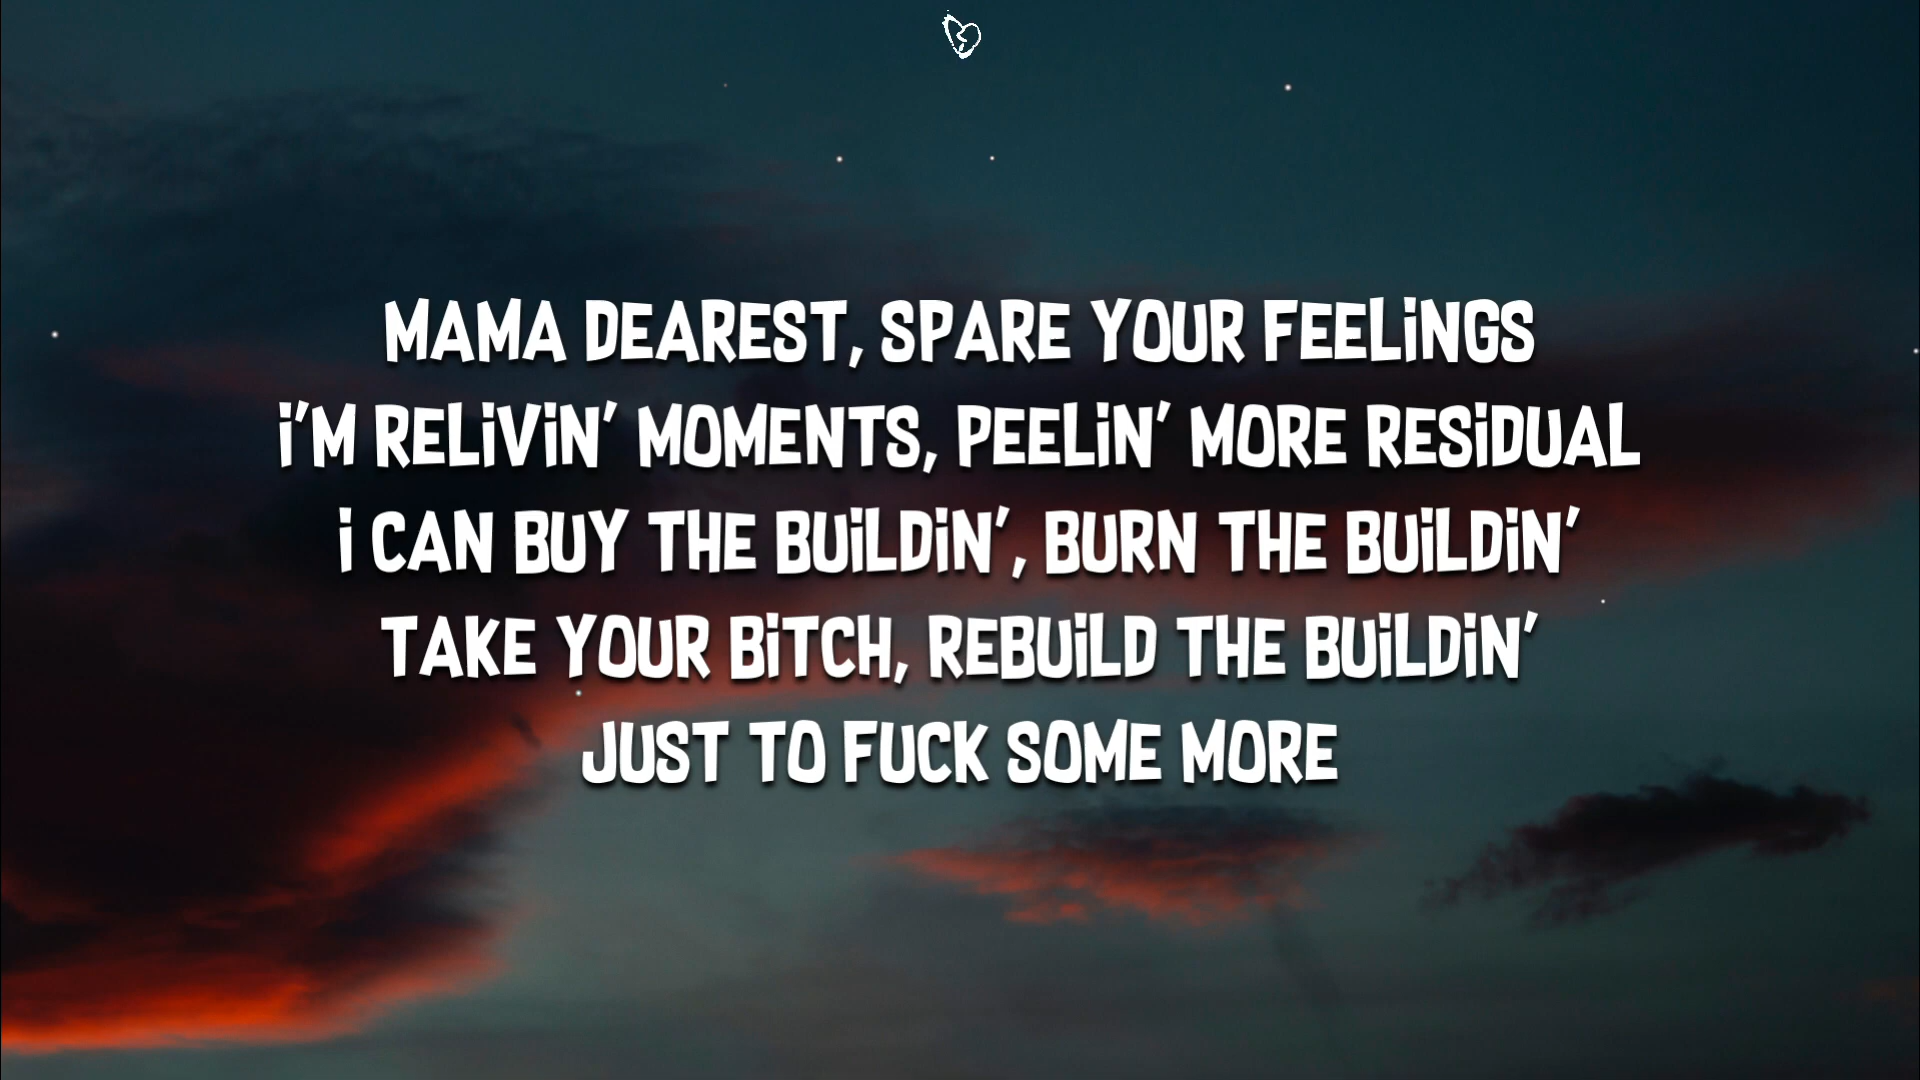 MAMA DEAREST, SPARE YOUR FEELiNGS
i'M RELiViN' MOMENTS, PEELiN' MORE RESiDUAL
i CAN BUY THE BUiLDiN', BURN THE BUiLDiN'
TAKE YOUR BiTCH, REBUiLD THE BUiLDiN'
JUST TO FUCK SOME MORE